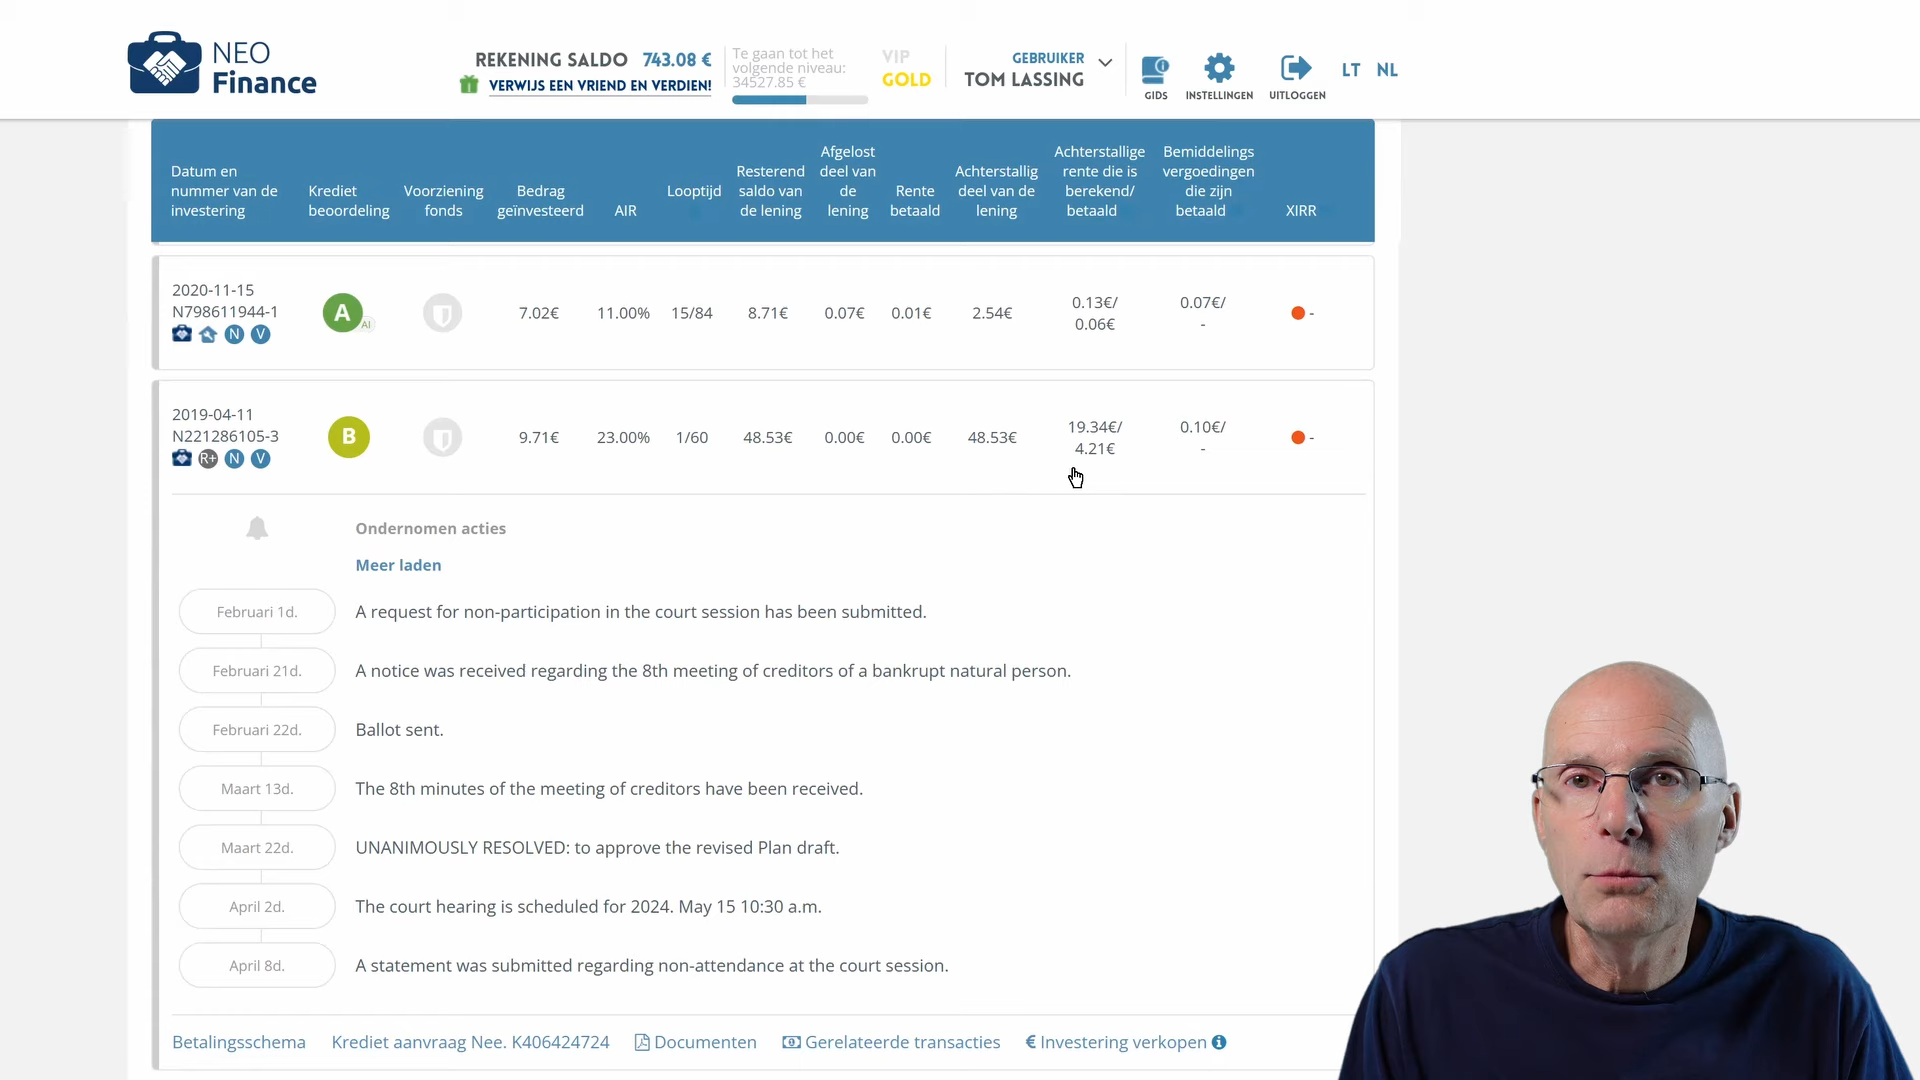 NEO
Finance
REKENING SALDO 743.08 €
VERWIJS EEN VRIEND EN VERDIEN!
Te gaan tot het
volgende niveau:
34527.85 €
VIP
GOLD
GEBRUIKER
TOM LASSING
GIDS
INSTELLINGEN
UITLOGGEN
LT NL
Datum en
nummer van de
investering
Krediet
beoordeling
Voorziening
fonds
Bedrag
geïnvesteerd
AIR
Looptijd
Resterend
saldo van
de lening
Afgelost
deel van
de
lening
Rente
betaald
Achterstallig
deel van de
lening
Achterstallige
rente die is
berekend/
betaald
Bemiddelings
vergoedingen
die zijn
betaald
XIRR
2020-11-15
N798611944-1
N V
A
AI
7.02€ 11.00% 15/84 8.71€ 0.07€ 0.01€ 2.54€
0.13€/
0.06€
0.07€/
-
-
2019-04-11
N221286105-3
R+ N V
B
9.71€ 23.00% 1/60 48.53€ 0.00€ 0.00€ 48.53€
19.34€/
4.21€
0.10€/
-
-
Ondernomen acties
Meer laden
Februari 1d. A request for non-participation in the court session has been submitted.
Februari 21d. A notice was received regarding the 8th meeting of creditors of a bankrupt natural person.
Februari 22d. Ballot sent.
Maart 13d. The 8th minutes of the meeting of creditors have been received.
Maart 22d. UNANIMOUSLY RESOLVED: to approve the revised Plan draft.
April 2d. The court hearing is scheduled for 2024. May 15 10:30 a.m.
April 8d. A statement was submitted regarding non-attendance at the court session.
Betalingsschema Krediet aanvraag Nee. K406424724 Documenten Gerelateerde transacties € Investering verkopen